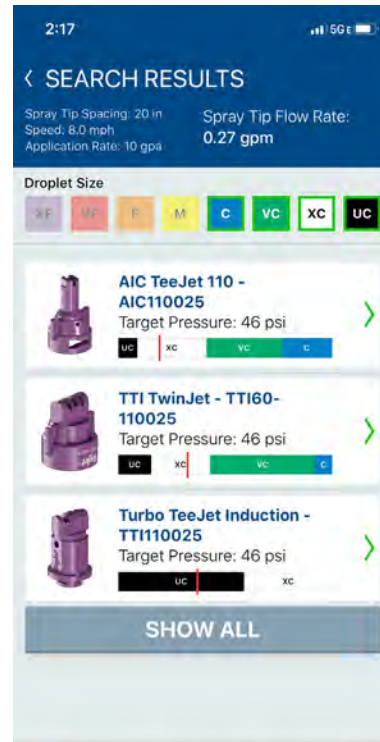 2:17
5GE
SEARCH RESULTS
Spray Tip Spacing: 20 in
Speed: 8.0 mph
Application Rate: 10 gpa
Spray Tip Flow Rate:
0.27 gpm
Droplet Size
XF VF F M C VC XC UC
AIC TeeJet 110 -
AIC110025
Target Pressure: 46 psi
UC XC VC C
TTI TwinJet - TTI60-
110025
Target Pressure: 46 psi
UC XC VC C
Turbo TeeJet Induction -
TTI110025
Target Pressure: 46 psi
UC XC
SHOW ALL